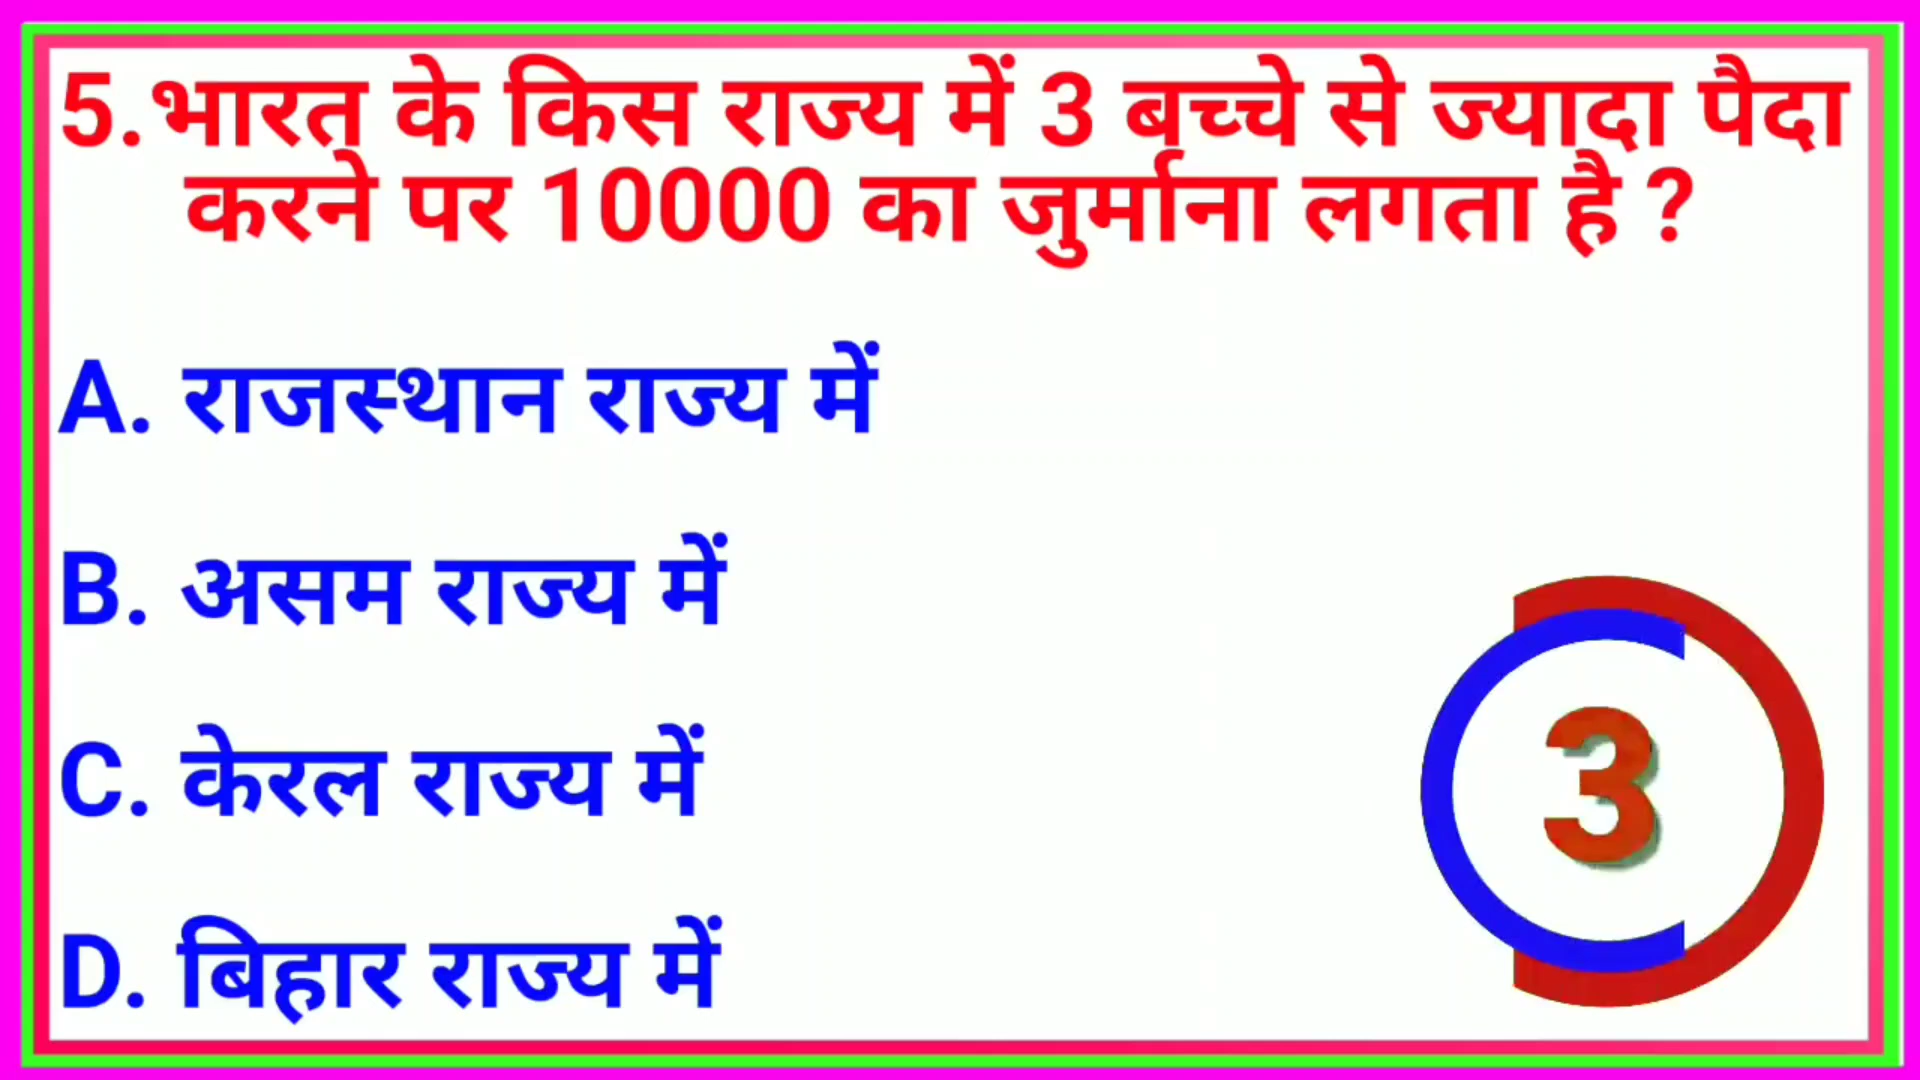 5.भारत के किस राज्य में 3 बच्चे से ज्यादा पैदा
करने पर 10000 का जुर्माना लगता है ?
A. राजस्थान राज्य में
B. असम राज्य में
C. केरल राज्य में
3
D. बिहार राज्य में